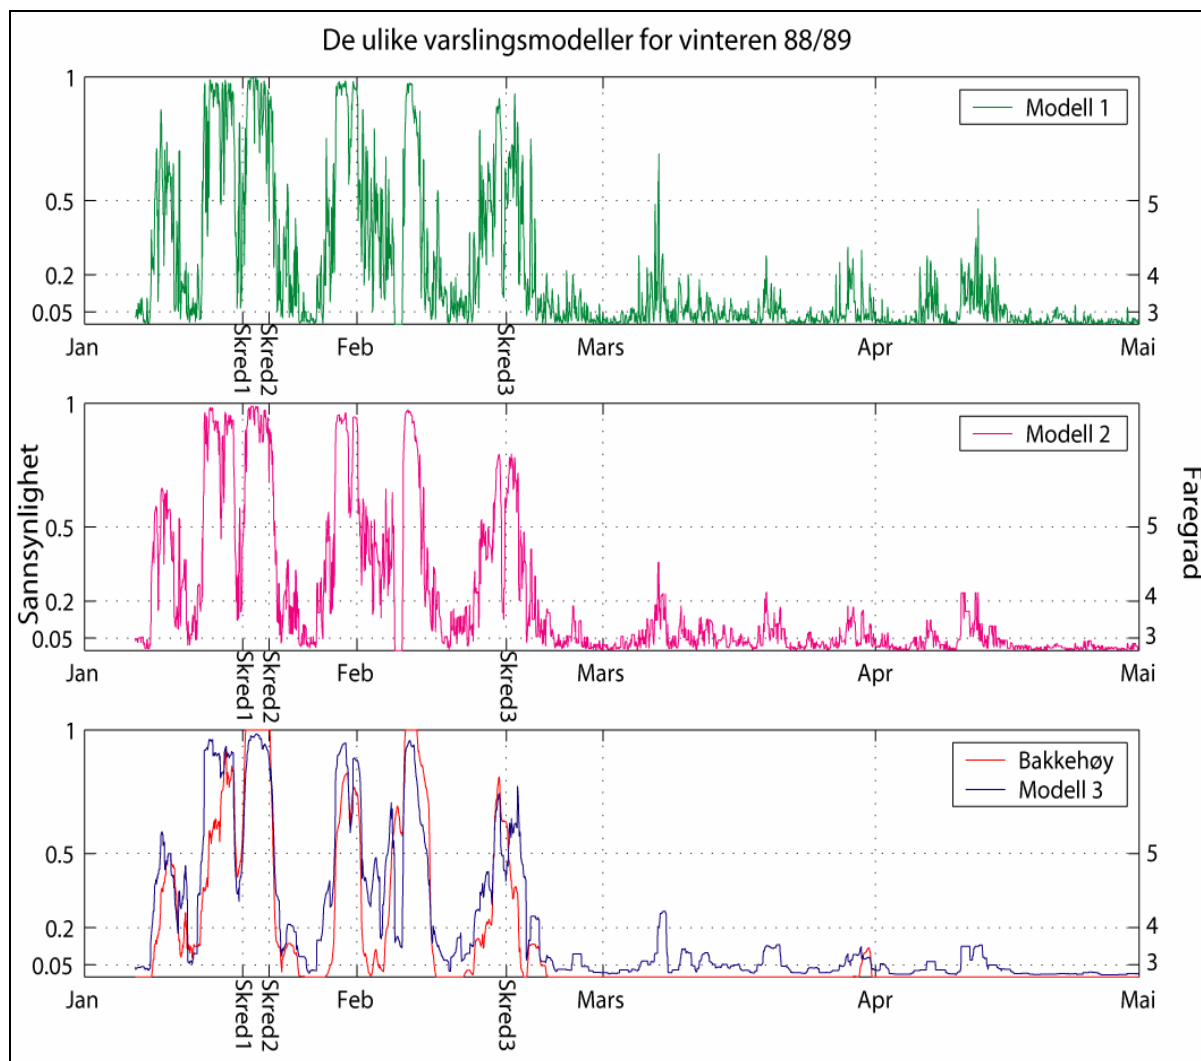 De ulike varslingsmodeller for vinteren 88/89
1
0.5
0.2
0.05
5
4
3
Modell 1
Jan
Skred1
Skred2
Feb
Skred3
Mars
Apr
Mai
Sannsynlighet
Faregrad
1
0.5
0.2
0.05
5
4
3
Modell 2
Jan
Skred1
Skred2
Feb
Skred3
Mars
Apr
Mai
1
0.5
0.2
0.05
5
4
3
Bakkehøy
Modell 3
Jan
Skred1
Skred2
Feb
Skred3
Mars
Apr
Mai